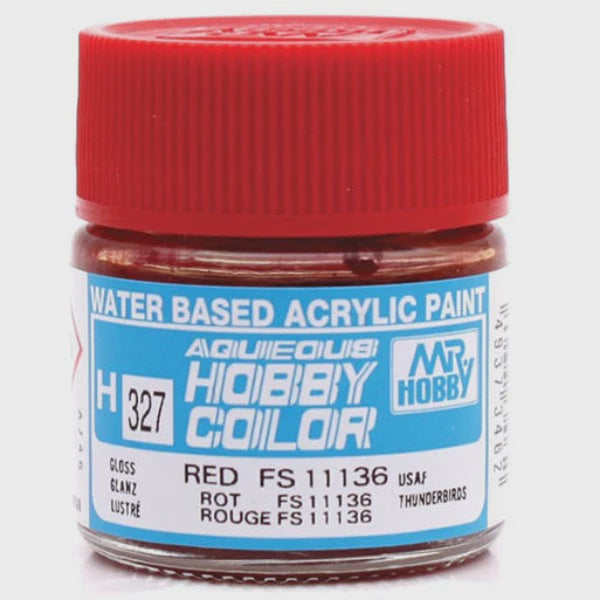 WATER BASED ACRYLIC PAINT
AQUEOUS
HOBBY
COLOR
MR HOBBY
H 327
GLOSS
GLANZ
LUSTRÉ
RED FS 11136 USAF
ROT FS 11136 THUNDERBIRDS
ROUGE FS 11136